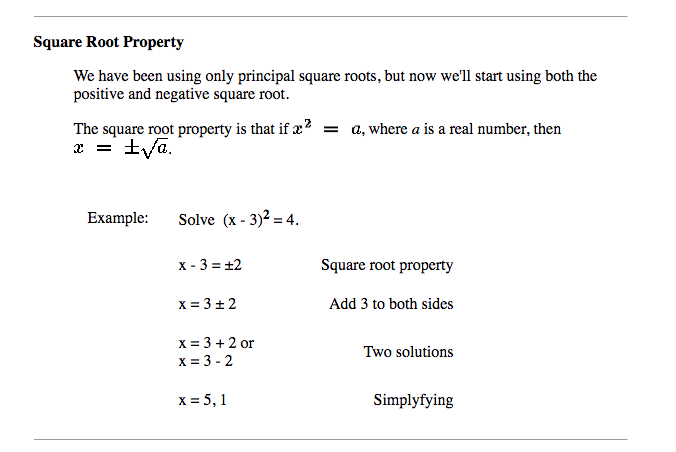 Square Root Property
We have been using only principal square roots, but now we'll start using both the
positive and negative square root.
The square root property is that if x² = a, where a is a real number, then
x = ±√a.
Example: Solve (x - 3)² = 4.
x - 3 = ±2 Square root property
x = 3 ± 2 Add 3 to both sides
x = 3 + 2 or
x = 3 - 2 Two solutions
x = 5, 1 Simplyfying